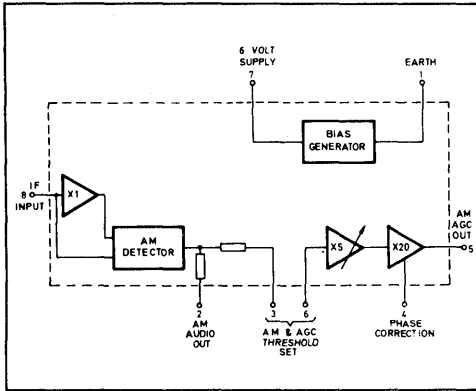 6 VOLT
SUPPLY
7
EARTH
1
BIAS
GENERATOR
IF
8
INPUT
X1
AM
DETECTOR
X5
X20
AM
AGC
OUT
5
2
AM
AUDIO
OUT
3
6
AM & AGC
THRESHOLD
SET
4
PHASE
CORRECTION